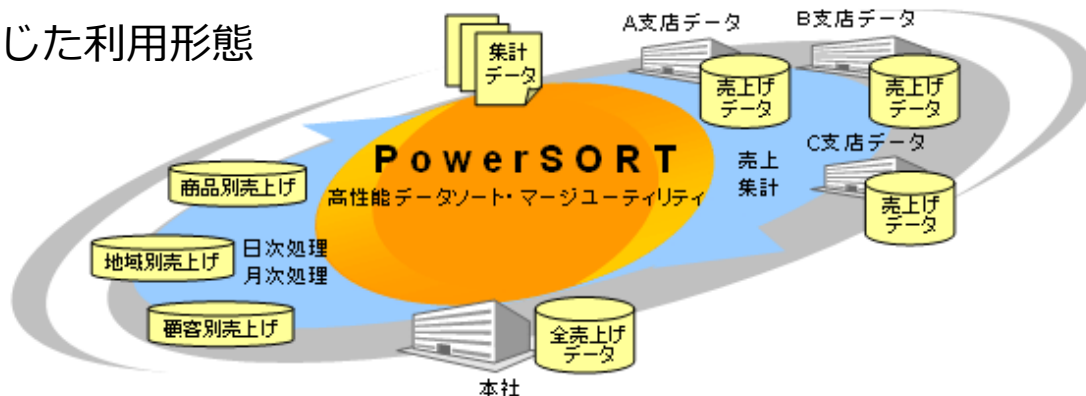 じた利用形態
集計
データ
A支店データ
B支店データ
売上げ
データ
売上げ
データ
PowerSORT
高性能データソート・マージユーティリティ
売上
集計
C支店データ
売上げ
データ
商品別売上げ
地域別売上げ
日次処理
月次処理
顧客別売上げ
全売上げ
データ
本社